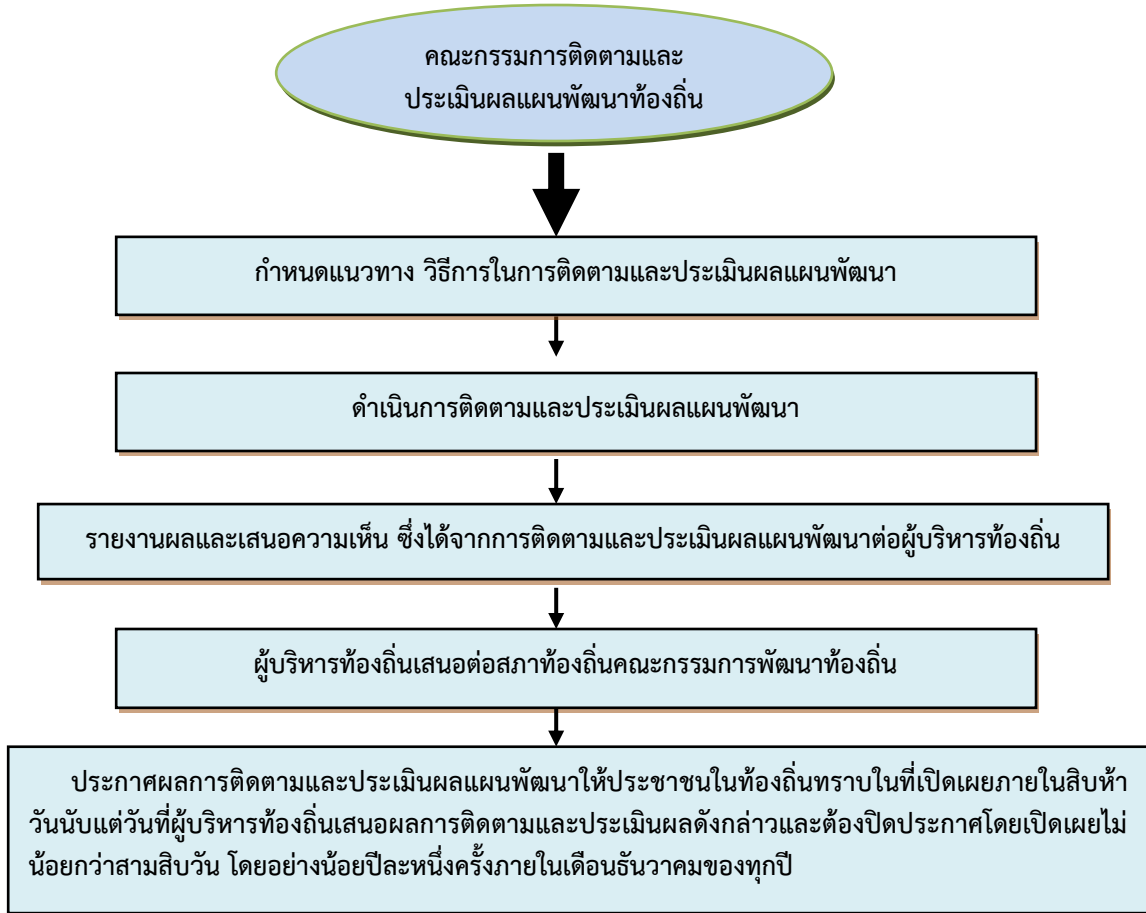 คณะกรรมการติดตามและ
ประเมินผลแผนพัฒนาท้องถิ่น
กำหนดแนวทาง วิธีการในการติดตามและประเมินผลแผนพัฒนา
ดำเนินการติดตามและประเมินผลแผนพัฒนา
รายงานผลและเสนอความเห็น ซึ่งได้จากการติดตามและประเมินผลแผนพัฒนาต่อผู้บริหารท้องถิ่น
ผู้บริหารท้องถิ่นเสนอต่อสภาท้องถิ่นคณะกรรมการพัฒนาท้องถิ่น
ประกาศผลการติดตามและประเมินผลแผนพัฒนาให้ประชาชนในท้องถิ่นทราบในที่เปิดเผยภายในสิบห้า
วันนับแต่วันที่ผู้บริหารท้องถิ่นเสนอผลการติดตามและประเมินผลดังกล่าวและต้องปิดประกาศโดยเปิดเผยไม่
น้อยกว่าสามสิบวัน โดยอย่างน้อยปีละหนึ่งครั้งภายในเดือนธันวาคมของทุกปี